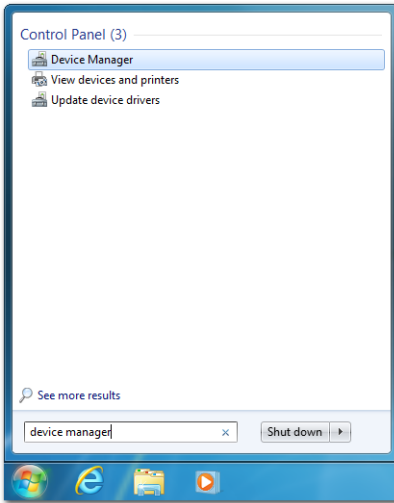 Control Panel (3)
Device Manager
View devices and printers
Update device drivers
See more results
device manager
Shut down